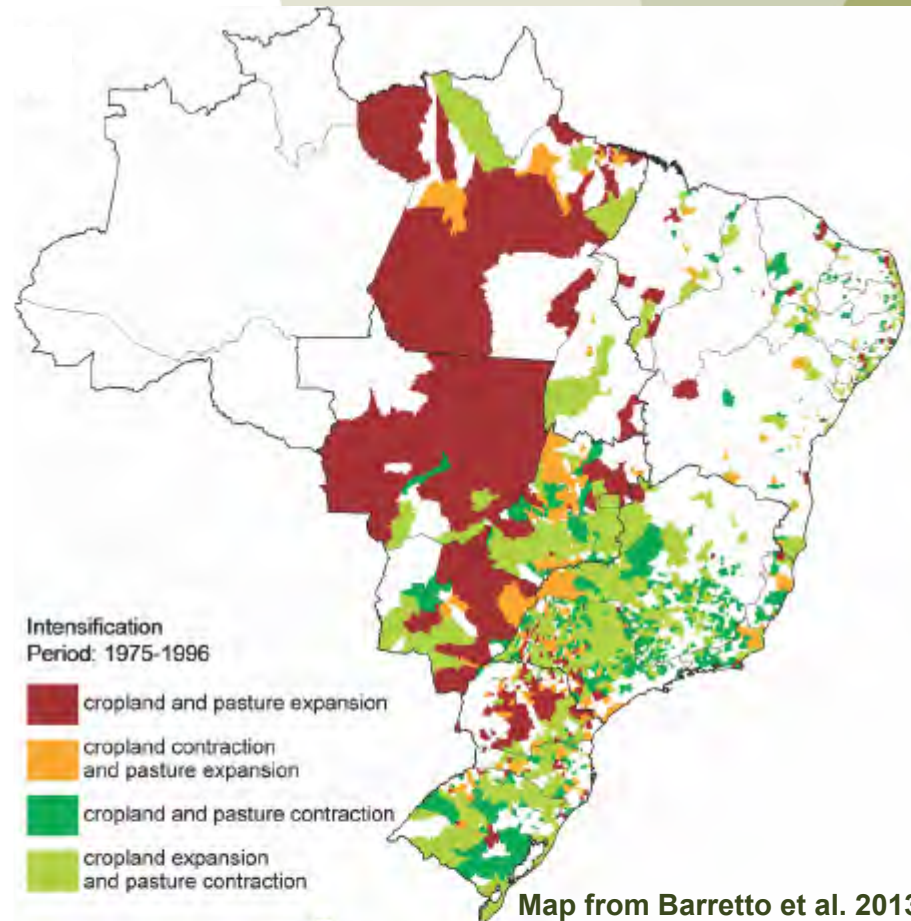 Intensification
Period: 1975-1996
cropland and pasture expansion
cropland contraction
and pasture expansion
cropland and pasture contraction
cropland expansion
and pasture contraction
Map from Barretto et al. 2013